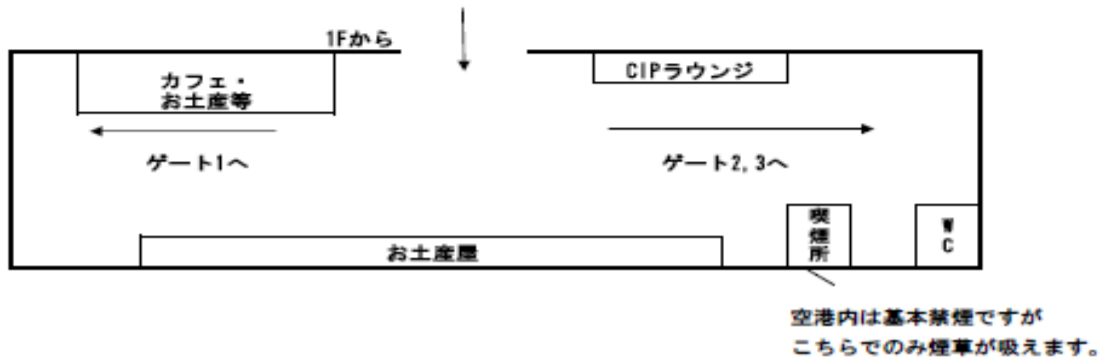 1Fから
カフェ・
お土産等
CIPラウンジ
ゲート1へ
ゲート2,3へ
お土産屋
喫煙所
WC
空港内は基本禁煙ですが
こちらでのみ煙草が吸えます。